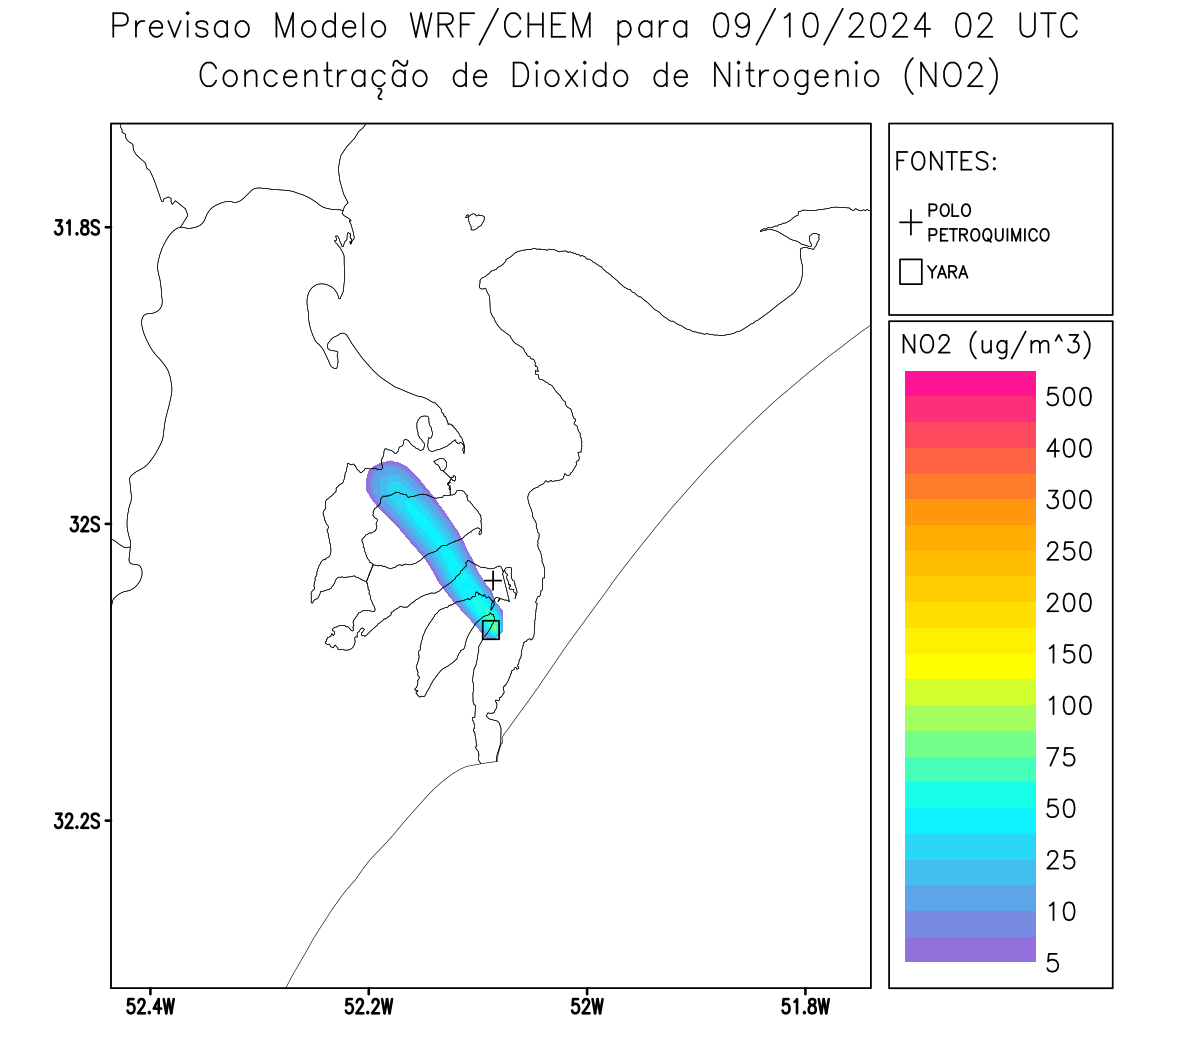 Previsao Modelo WRF/CHEM para 09/10/2024 02 UTC
Concentração de Dioxido de Nitrogenio (NO2)
FONTES:
POLO
PETROQUIMICO
YARA
NO2 (ug/m^3)
500
400
300
250
200
150
100
75
50
25
10
5
31.8S
32S
32.2S
52.4W
52.2W
52W
51.8W